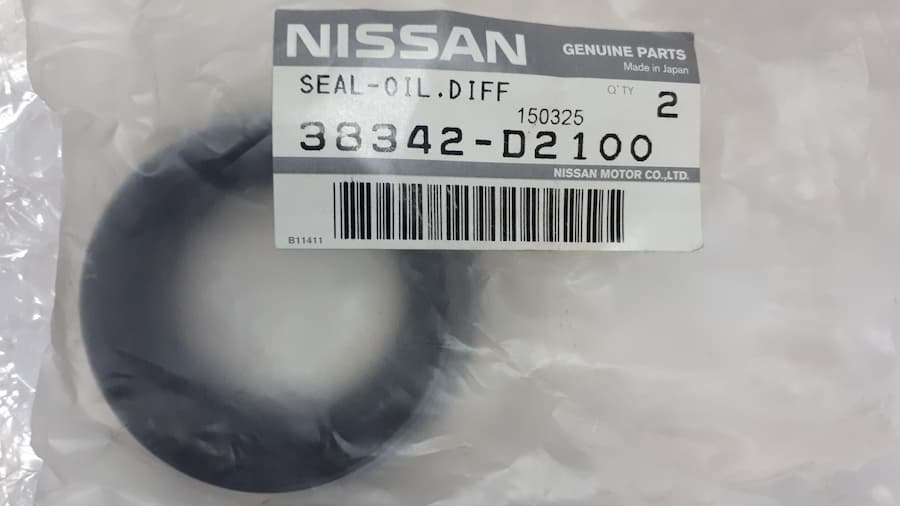 NISSAN
GENUINE PARTS
Made in Japan
SEAL-OIL.DIFF
Q'TY 2
150325
38342-D2100
NISSAN MOTOR CO.,LTD.
B11411